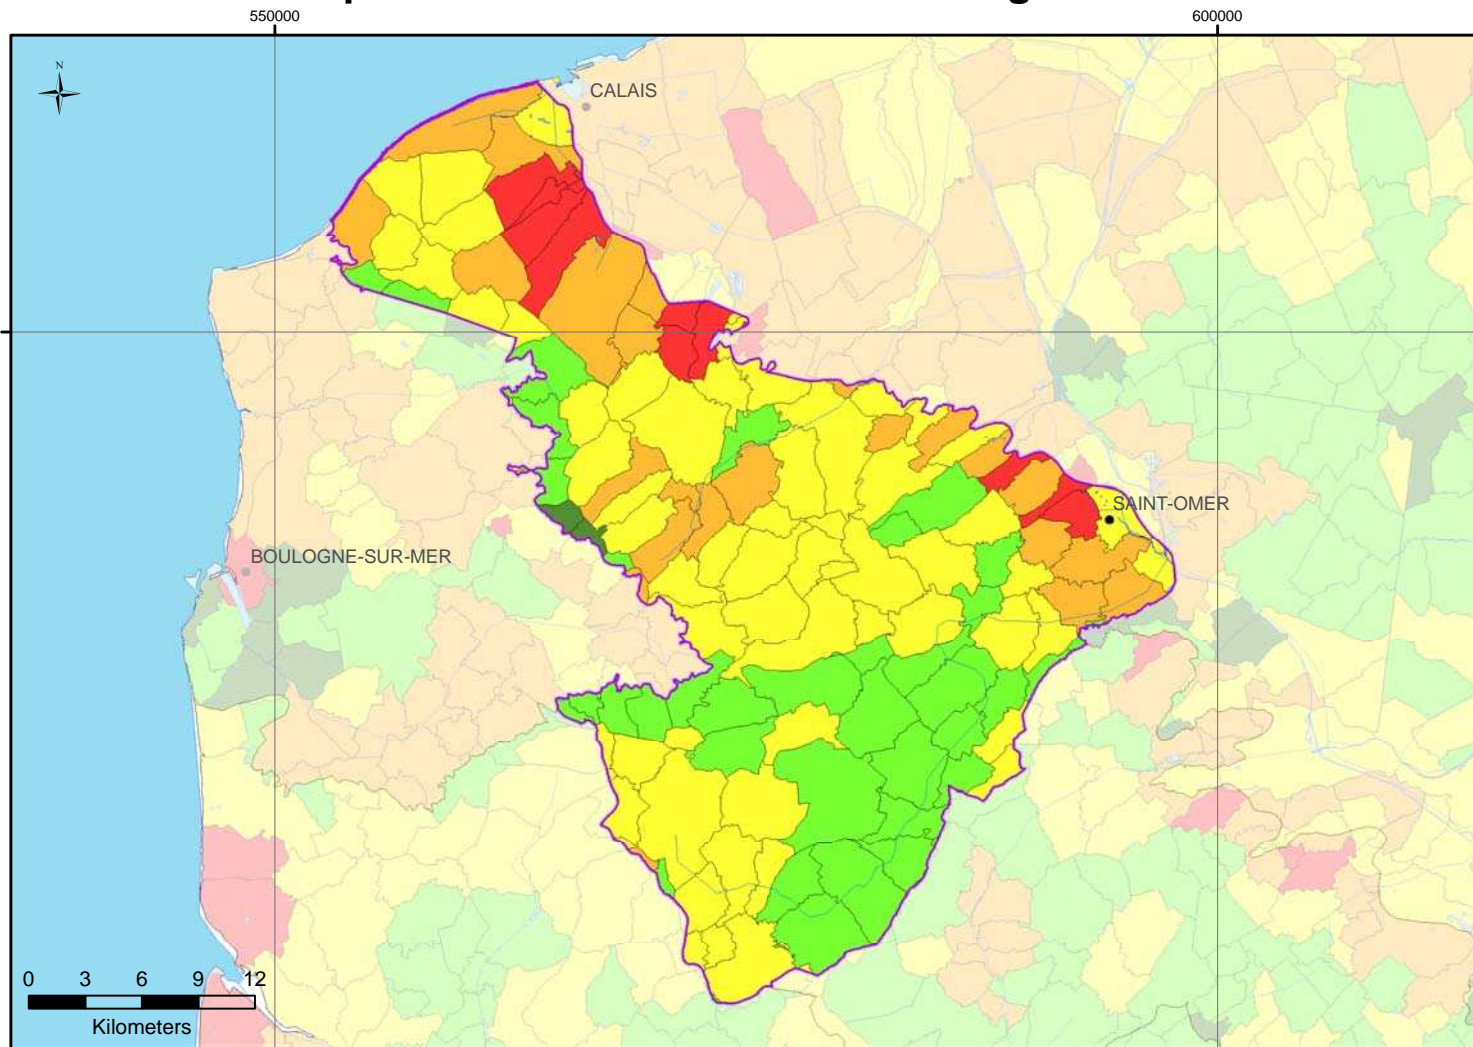 550000
600000
N
CALAIS
SAINT-OMER
BOULOGNE-SUR-MER
0 3 6 9 12
Kilometers